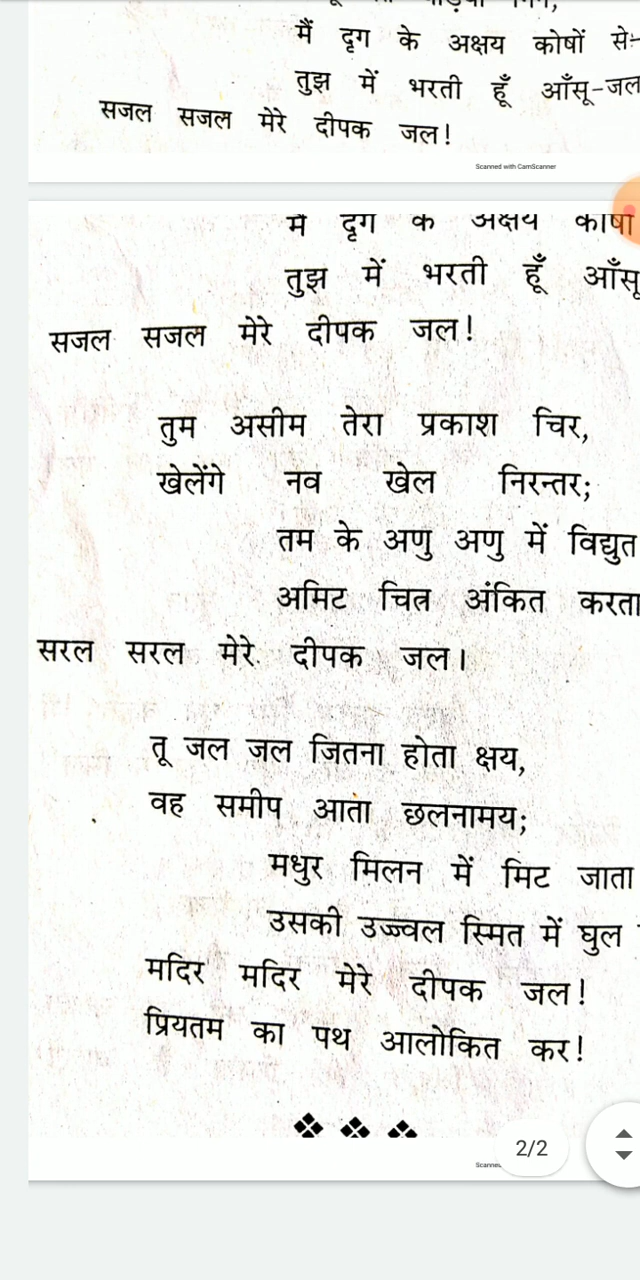 मैं दृग के अक्षय कोषों से:-
तुझ में भरती हूँ आँसू-जल
सजल सजल मेरे दीपक जल!
Scanned with CamScanner
मैं दृग के अक्षय कोषों
तुझ में भरती हूँ आँसू
सजल सजल मेरे दीपक जल!
तुम असीम तेरा प्रकाश चिर,
खेलेंगे नव खेल निरन्तर;
तम के अणु अणु में विद्युत
अमिट चित्र अंकित करता
सरल सरल मेरे दीपक जल।
तू जल जल जितना होता क्षय,
वह समीप आता छलनामय;
मधुर मिलन में मिट जाता
उसकी उज्ज्वल स्मित में घुल
मदिर मदिर मेरे दीपक जल!
प्रियतम का पथ आलोकित कर!
2/2